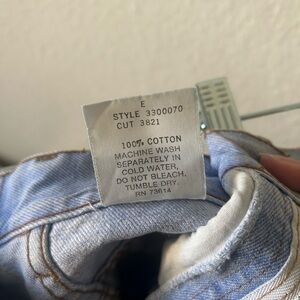 E
STYLE 3300070
CUT 3821
100% COTTON
MACHINE WASH
SEPARATELY IN
COLD WATER,
DO NOT BLEACH.
TUMBLE DRY.
RN 73614